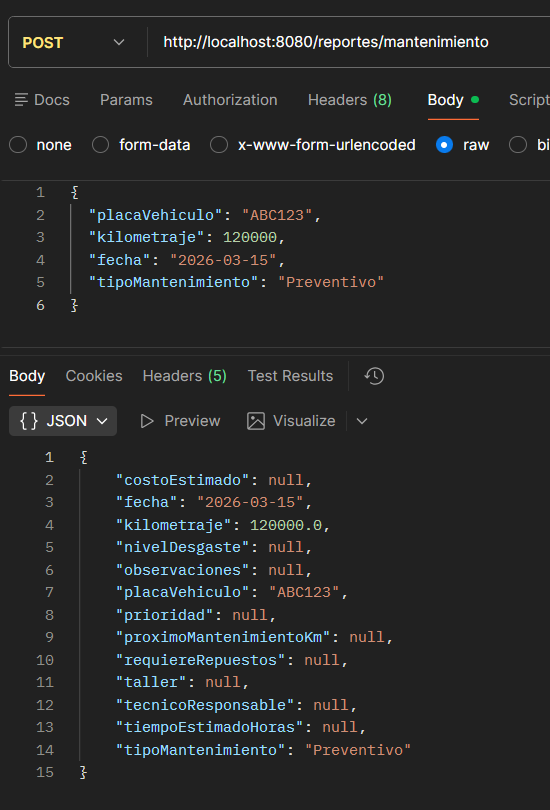 POST http://localhost:8080/reportes/mantenimiento
Docs Params Authorization Headers (8) Body Script
none form-data x-www-form-urlencoded raw bi
1 {
2 "placaVehiculo": "ABC123",
3 "kilometraje": 120000,
4 "fecha": "2026-03-15",
5 "tipoMantenimiento": "Preventivo"
6 }
Body Cookies Headers (5) Test Results
{} JSON Preview Visualize
1 {
2 "costoEstimado": null,
3 "fecha": "2026-03-15",
4 "kilometraje": 120000.0,
5 "nivelDesgaste": null,
6 "observaciones": null,
7 "placaVehiculo": "ABC123",
8 "prioridad": null,
9 "proximoMantenimientoKm": null,
10 "requiereRepuestos": null,
11 "taller": null,
12 "tecnicoResponsable": null,
13 "tiempoEstimadoHoras": null,
14 "tipoMantenimiento": "Preventivo"
15 }